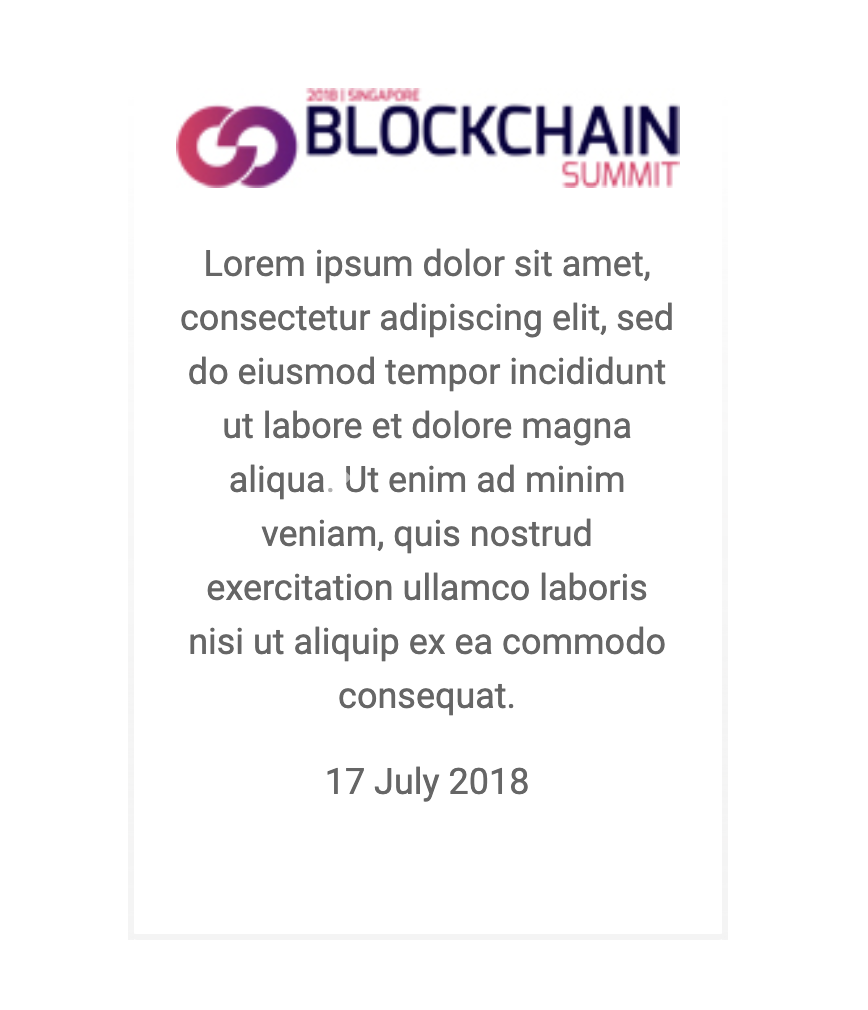 2018 | SINGAPORE
BLOCKCHAIN
SUMMIT
Lorem ipsum dolor sit amet,
consectetur adipiscing elit, sed
do eiusmod tempor incididunt
ut labore et dolore magna
aliqua. Ut enim ad minim
veniam, quis nostrud
exercitation ullamco laboris
nisi ut aliquip ex ea commodo
consequat.
17 July 2018